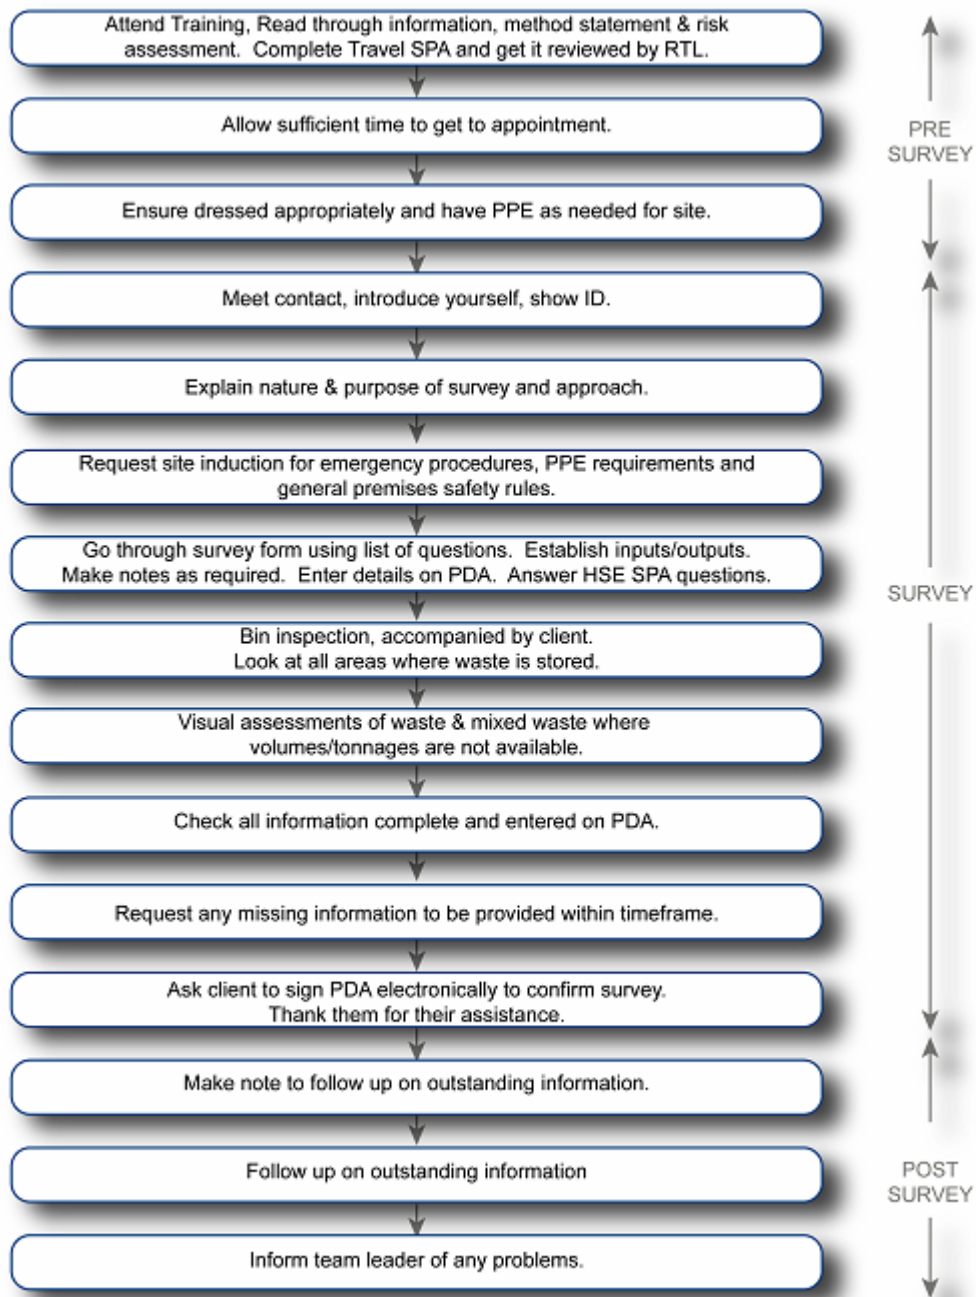 Attend Training, Read through information, method statement & risk
assessment.  Complete Travel SPA and get it reviewed by RTL.
Allow sufficient time to get to appointment.
PRE
SURVEY
Ensure dressed appropriately and have PPE as needed for site.
Meet contact, introduce yourself, show ID.
Explain nature & purpose of survey and approach.
Request site induction for emergency procedures, PPE requirements and
general premises safety rules.
Go through survey form using list of questions.  Establish inputs/outputs.
Make notes as required.  Enter details on PDA.  Answer HSE SPA questions.
SURVEY
Bin inspection, accompanied by client.
Look at all areas where waste is stored.
Visual assessments of waste & mixed waste where
volumes/tonnages are not available.
Check all information complete and entered on PDA.
Request any missing information to be provided within timeframe.
Ask client to sign PDA electronically to confirm survey.
Thank them for their assistance.
Make note to follow up on outstanding information.
Follow up on outstanding information
POST
SURVEY
Inform team leader of any problems.